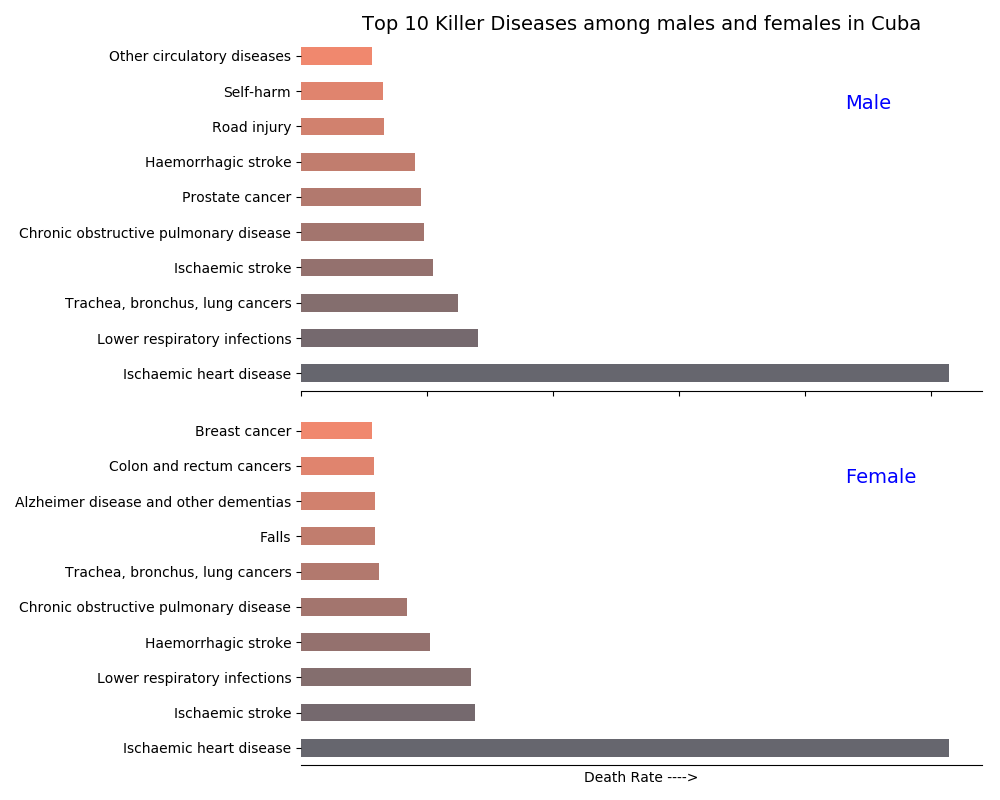 Top 10 Killer Diseases among males and females in Cuba
Other circulatory diseases
Self-harm
Male
Road injury
Haemorrhagic stroke
Prostate cancer
Chronic obstructive pulmonary disease
Ischaemic stroke
Trachea, bronchus, lung cancers
Lower respiratory infections
Ischaemic heart disease
Breast cancer
Colon and rectum cancers
Female
Alzheimer disease and other dementias
Falls
Trachea, bronchus, lung cancers
Chronic obstructive pulmonary disease
Haemorrhagic stroke
Lower respiratory infections
Ischaemic stroke
Ischaemic heart disease
Death Rate ---->